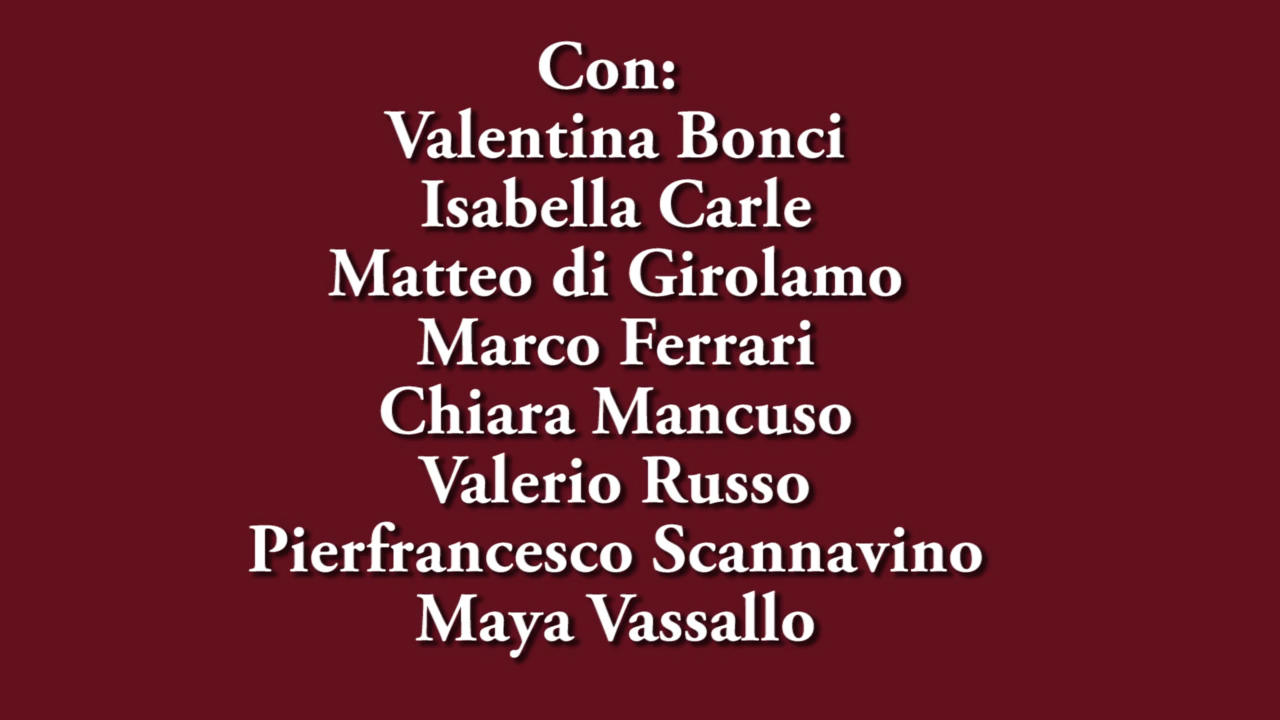 Con:
Valentina Bonci
Isabella Carle
Matteo di Girolamo
Marco Ferrari
Chiara Mancuso
Valerio Russo
Pierfrancesco Scannavino
Maya Vassallo